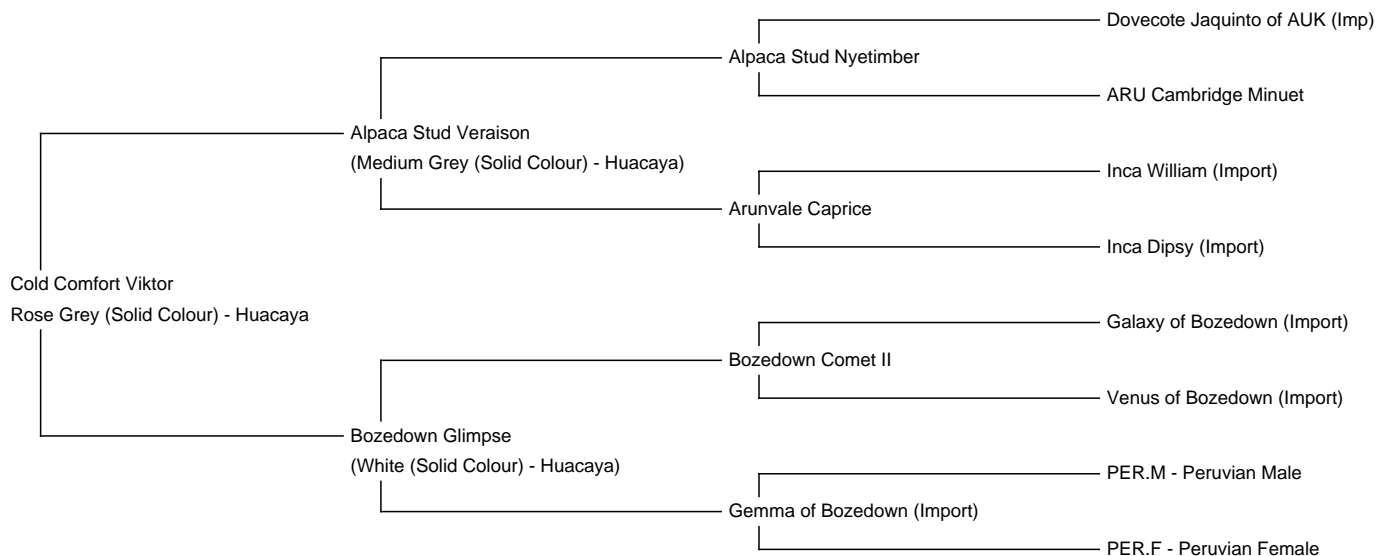 Dovecote Jaquinto of AUK (Imp)
Alpaca Stud Nyetimber
ARU Cambridge Minuet
Alpaca Stud Veraison
(Medium Grey (Solid Colour) - Huacaya)
Inca William (Import)
Arunvale Caprice
Inca Dipsy (Import)
Cold Comfort Viktor
Rose Grey (Solid Colour) - Huacaya
Galaxy of Bozedown (Import)
Bozedown Comet II
Venus of Bozedown (Import)
Bozedown Glimpse
(White (Solid Colour) - Huacaya)
PER.M - Peruvian Male
Gemma of Bozedown (Import)
PER.F - Peruvian Female